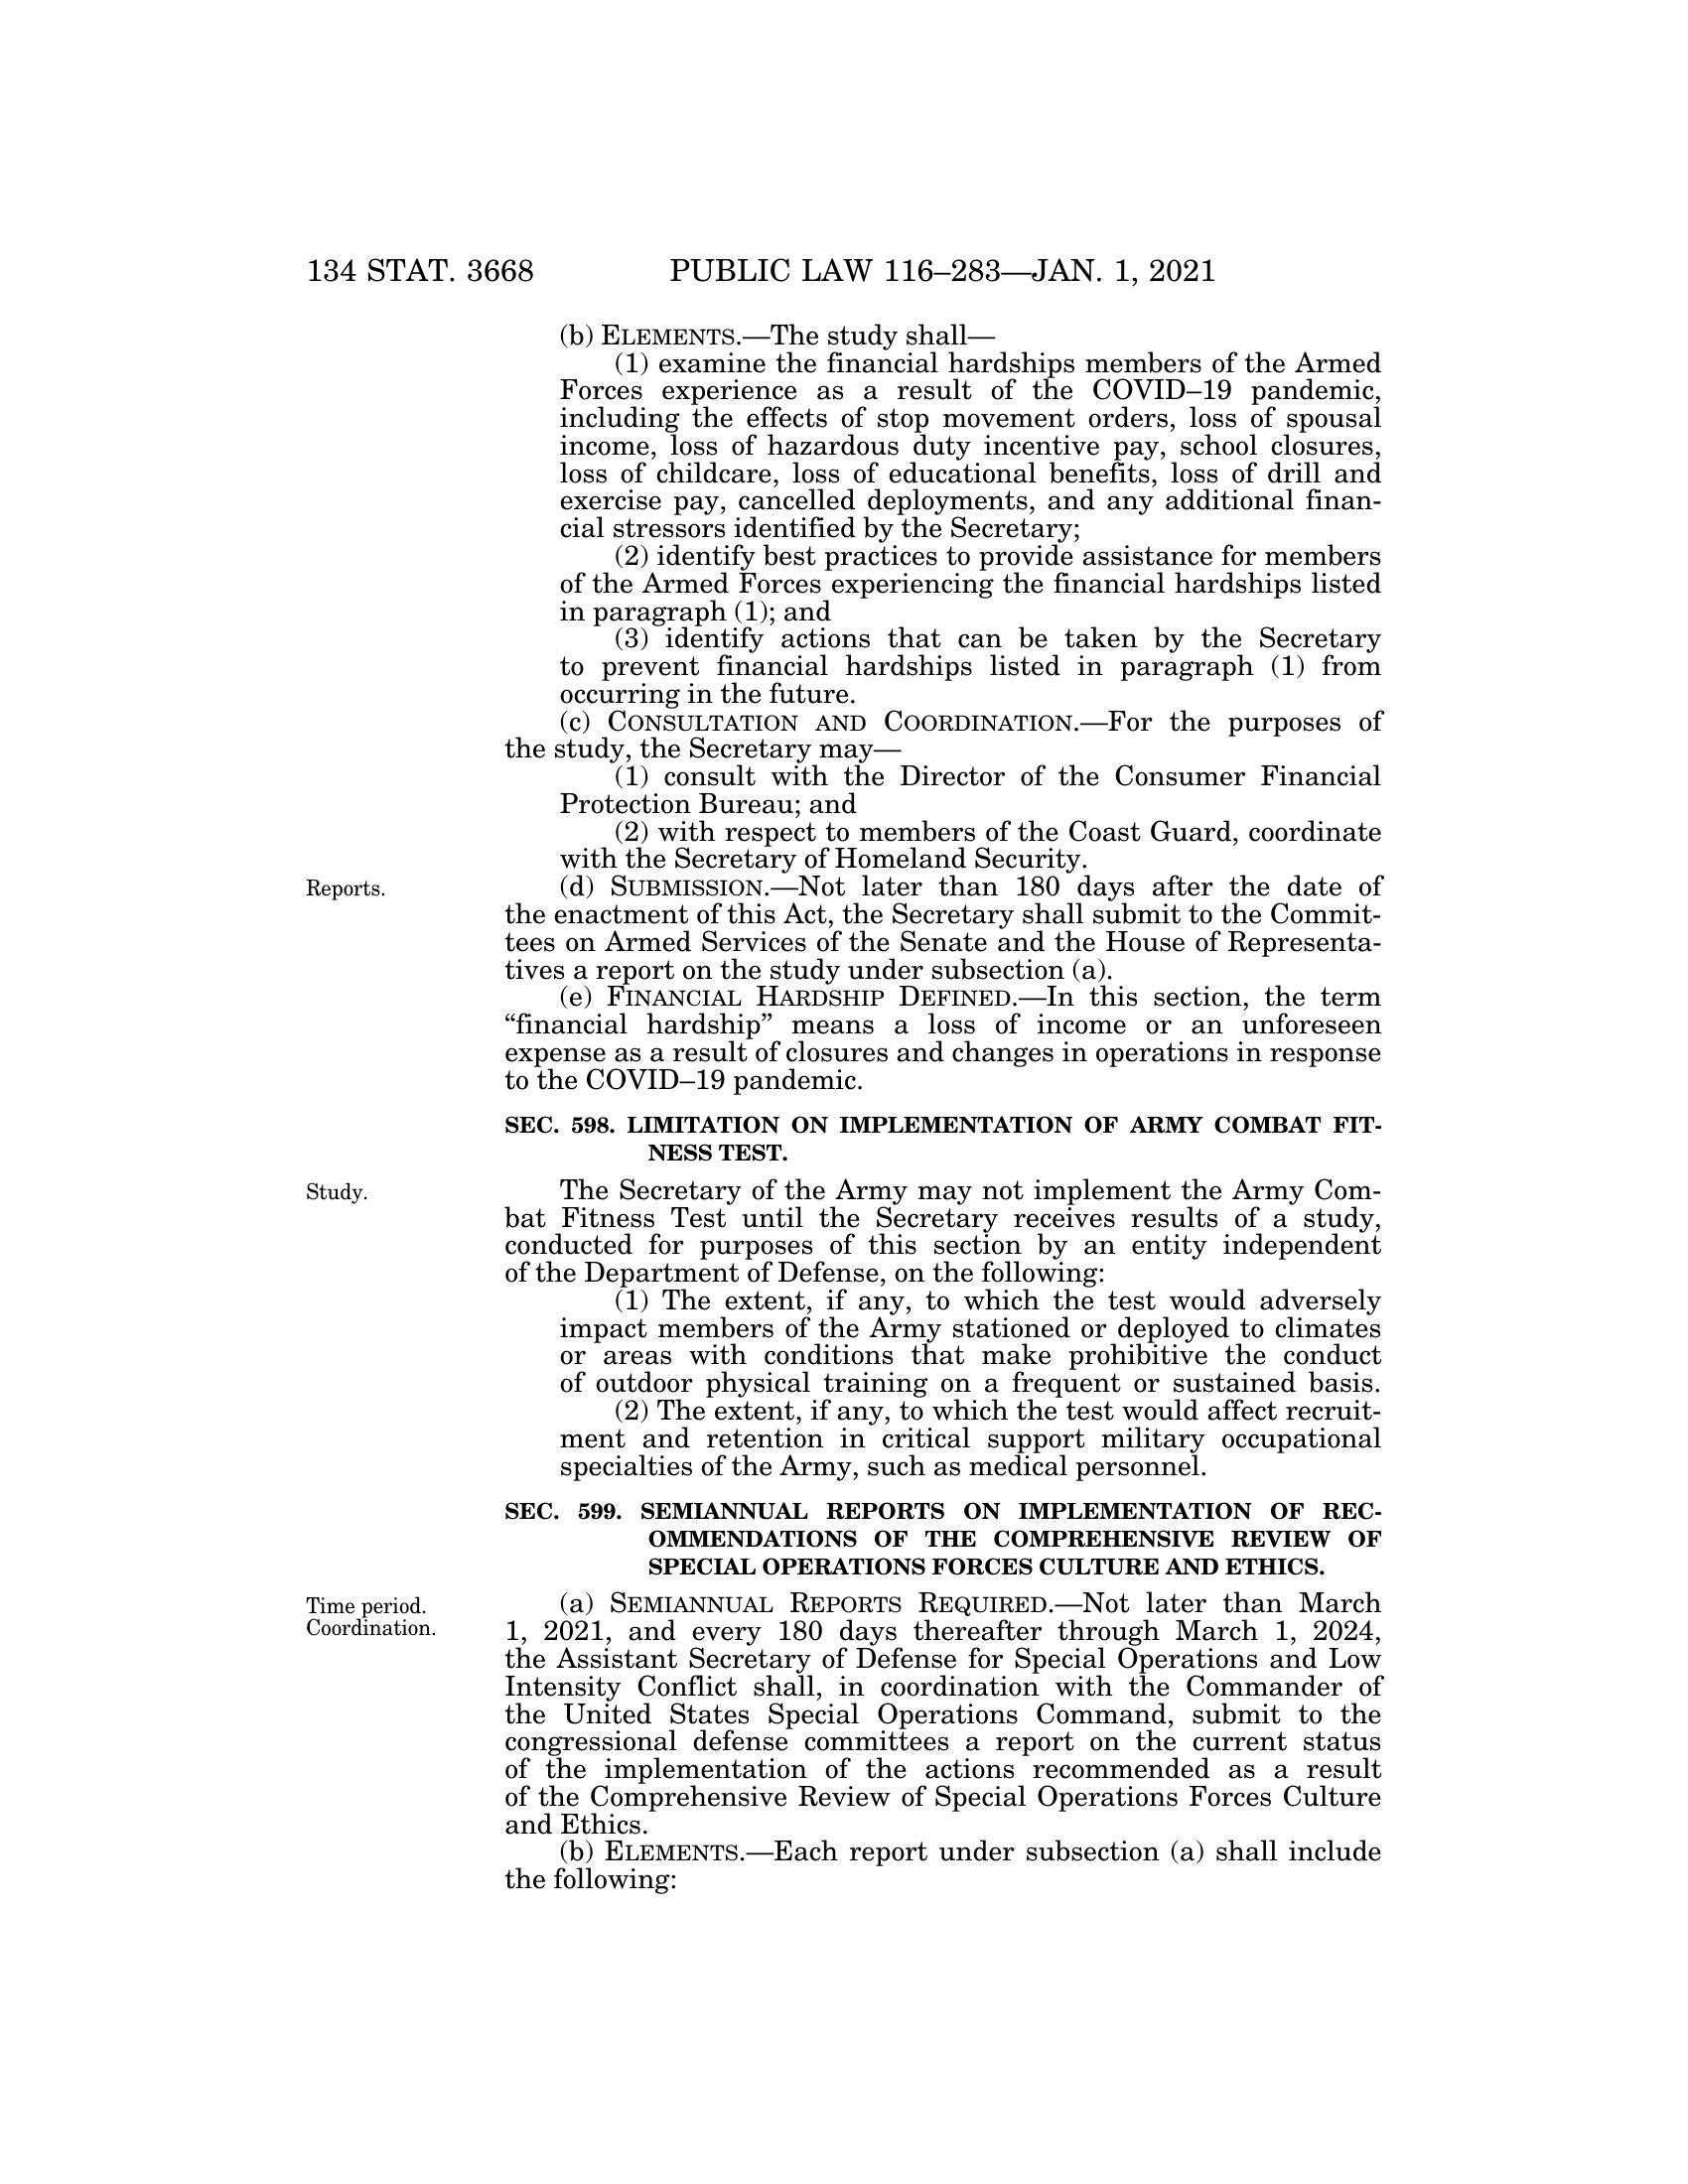 134 STAT. 3668
PUBLIC LAW 116–283—JAN. 1, 2021
(b) ELEMENTS.—The study shall—
(1) examine the financial hardships members of the Armed
Forces experience as a result of the COVID–19 pandemic,
including the effects of stop movement orders, loss of spousal
income, loss of hazardous duty incentive pay, school closures,
loss of childcare, loss of educational benefits, loss of drill and
exercise pay, cancelled deployments, and any additional finan-
cial stressors identified by the Secretary;
(2) identify best practices to provide assistance for members
of the Armed Forces experiencing the financial hardships listed
in paragraph (1); and
(3) identify actions that can be taken by the Secretary
to prevent financial hardships listed in paragraph (1) from
occurring in the future.
(c) CONSULTATION AND COORDINATION.—For the purposes of
the study, the Secretary may—
(1) consult with the Director of the Consumer Financial
Protection Bureau; and
(2) with respect to members of the Coast Guard, coordinate
with the Secretary of Homeland Security.
Reports.
(d) SUBMISSION.—Not later than 180 days after the date of
the enactment of this Act, the Secretary shall submit to the Commit-
tees on Armed Services of the Senate and the House of Representa-
tives a report on the study under subsection (a).
(e) FINANCIAL HARDSHIP DEFINED.—In this section, the term
“financial hardship” means a loss of income or an unforeseen
expense as a result of closures and changes in operations in response
to the COVID–19 pandemic.
SEC. 598. LIMITATION ON IMPLEMENTATION OF ARMY COMBAT FIT-
NESS TEST.
Study.
The Secretary of the Army may not implement the Army Com-
bat Fitness Test until the Secretary receives results of a study,
conducted for purposes of this section by an entity independent
of the Department of Defense, on the following:
(1) The extent, if any, to which the test would adversely
impact members of the Army stationed or deployed to climates
or areas with conditions that make prohibitive the conduct
of outdoor physical training on a frequent or sustained basis.
(2) The extent, if any, to which the test would affect recruit-
ment and retention in critical support military occupational
specialties of the Army, such as medical personnel.
SEC. 599. SEMIANNUAL REPORTS ON IMPLEMENTATION OF REC-
OMMENDATIONS OF THE COMPREHENSIVE REVIEW OF
SPECIAL OPERATIONS FORCES CULTURE AND ETHICS.
Time period.
Coordination.
(a) SEMIANNUAL REPORTS REQUIRED.—Not later than March
1, 2021, and every 180 days thereafter through March 1, 2024,
the Assistant Secretary of Defense for Special Operations and Low
Intensity Conflict shall, in coordination with the Commander of
the United States Special Operations Command, submit to the
congressional defense committees a report on the current status
of the implementation of the actions recommended as a result
of the Comprehensive Review of Special Operations Forces Culture
and Ethics.
(b) ELEMENTS.—Each report under subsection (a) shall include
the following: